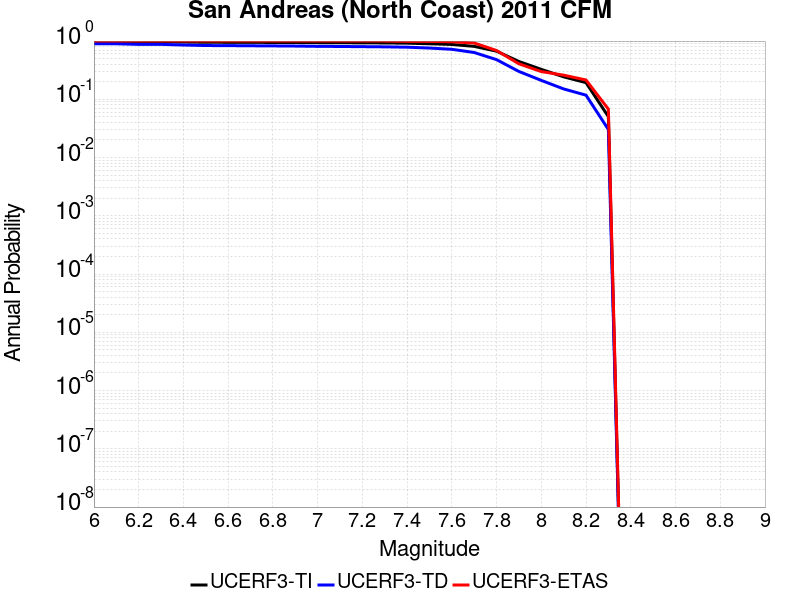 San Andreas (North Coast) 2011 CFM
Annual Probability
10^0
10^-1
10^-2
10^-3
10^-4
10^-5
10^-6
10^-7
10^-8
6 6.2 6.4 6.6 6.8 7 7.2 7.4 7.6 7.8 8 8.2 8.4 8.6 8.8 9
Magnitude
UCERF3-TI UCERF3-TD UCERF3-ETAS